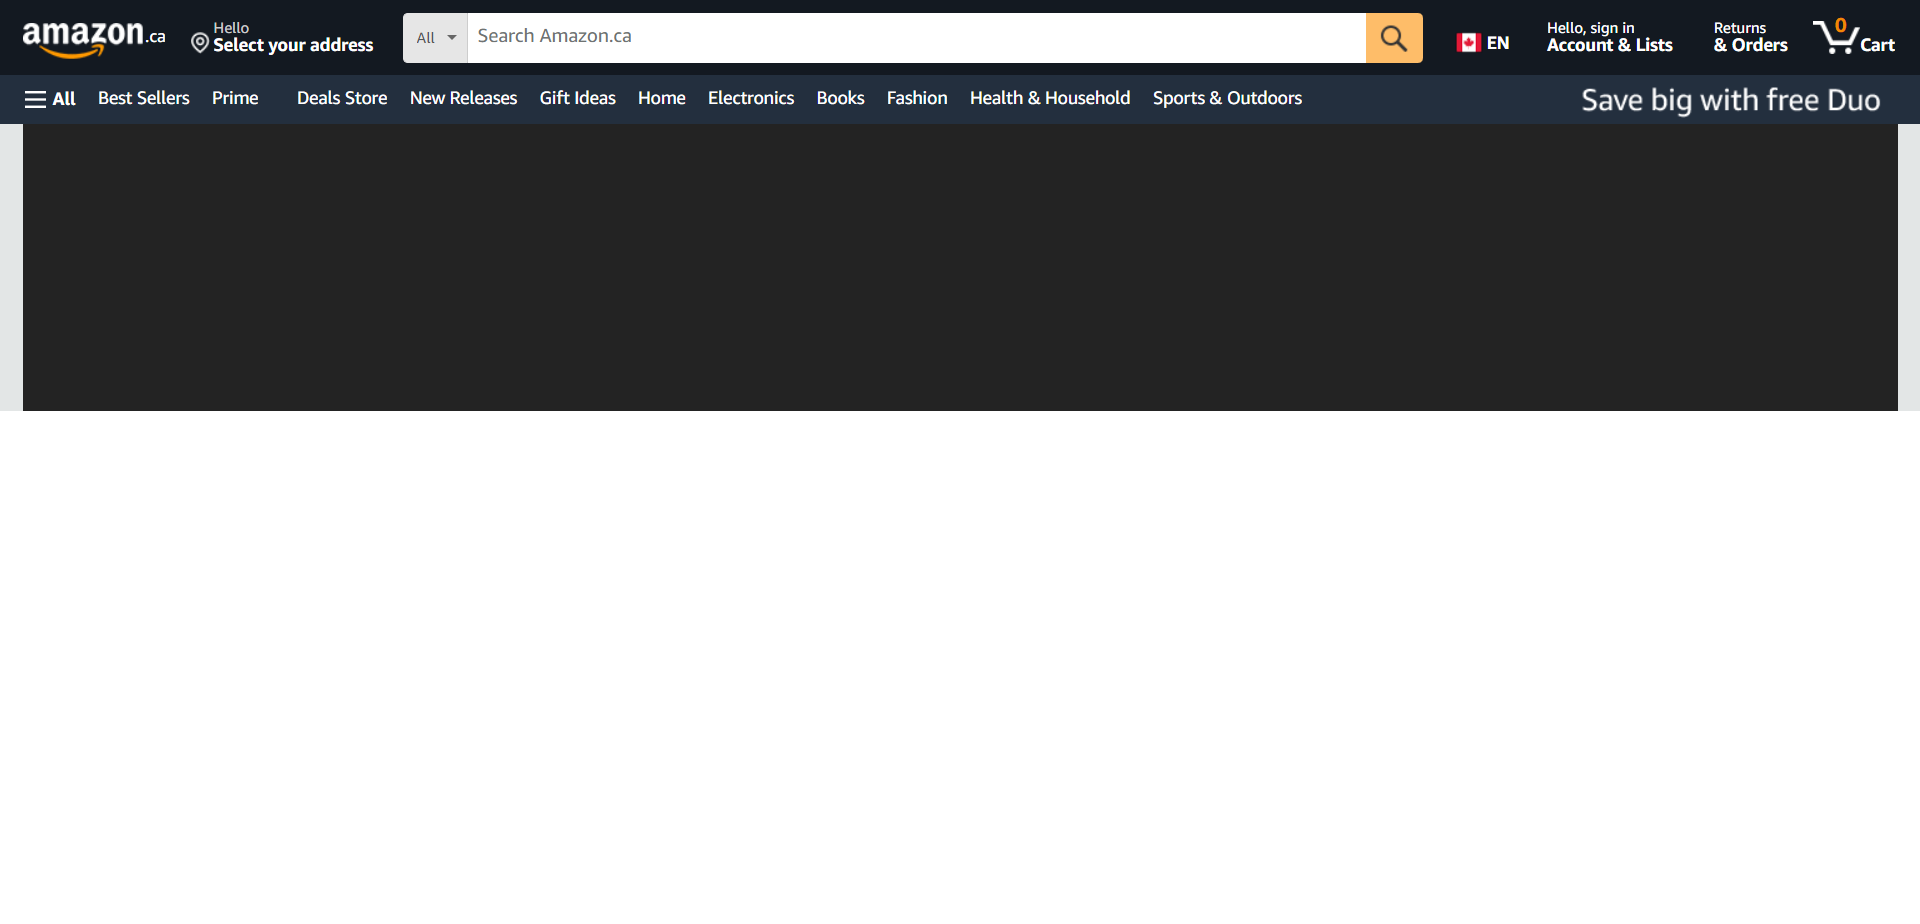 amazon.ca
Hello
Select your address
All
Search Amazon.ca
EN
Hello, sign in
Account & Lists
Returns
& Orders
0
Cart
All Best Sellers Prime Deals Store New Releases Gift Ideas Home Electronics Books Fashion Health & Household Sports & Outdoors
Save big with free Duo